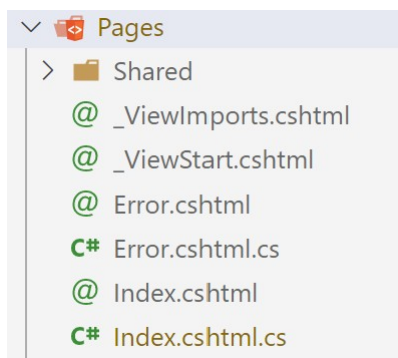 Pages
Shared
@ _ViewImports.cshtml
@ _ViewStart.cshtml
@ Error.cshtml
C# Error.cshtml.cs
@ Index.cshtml
C# Index.cshtml.cs